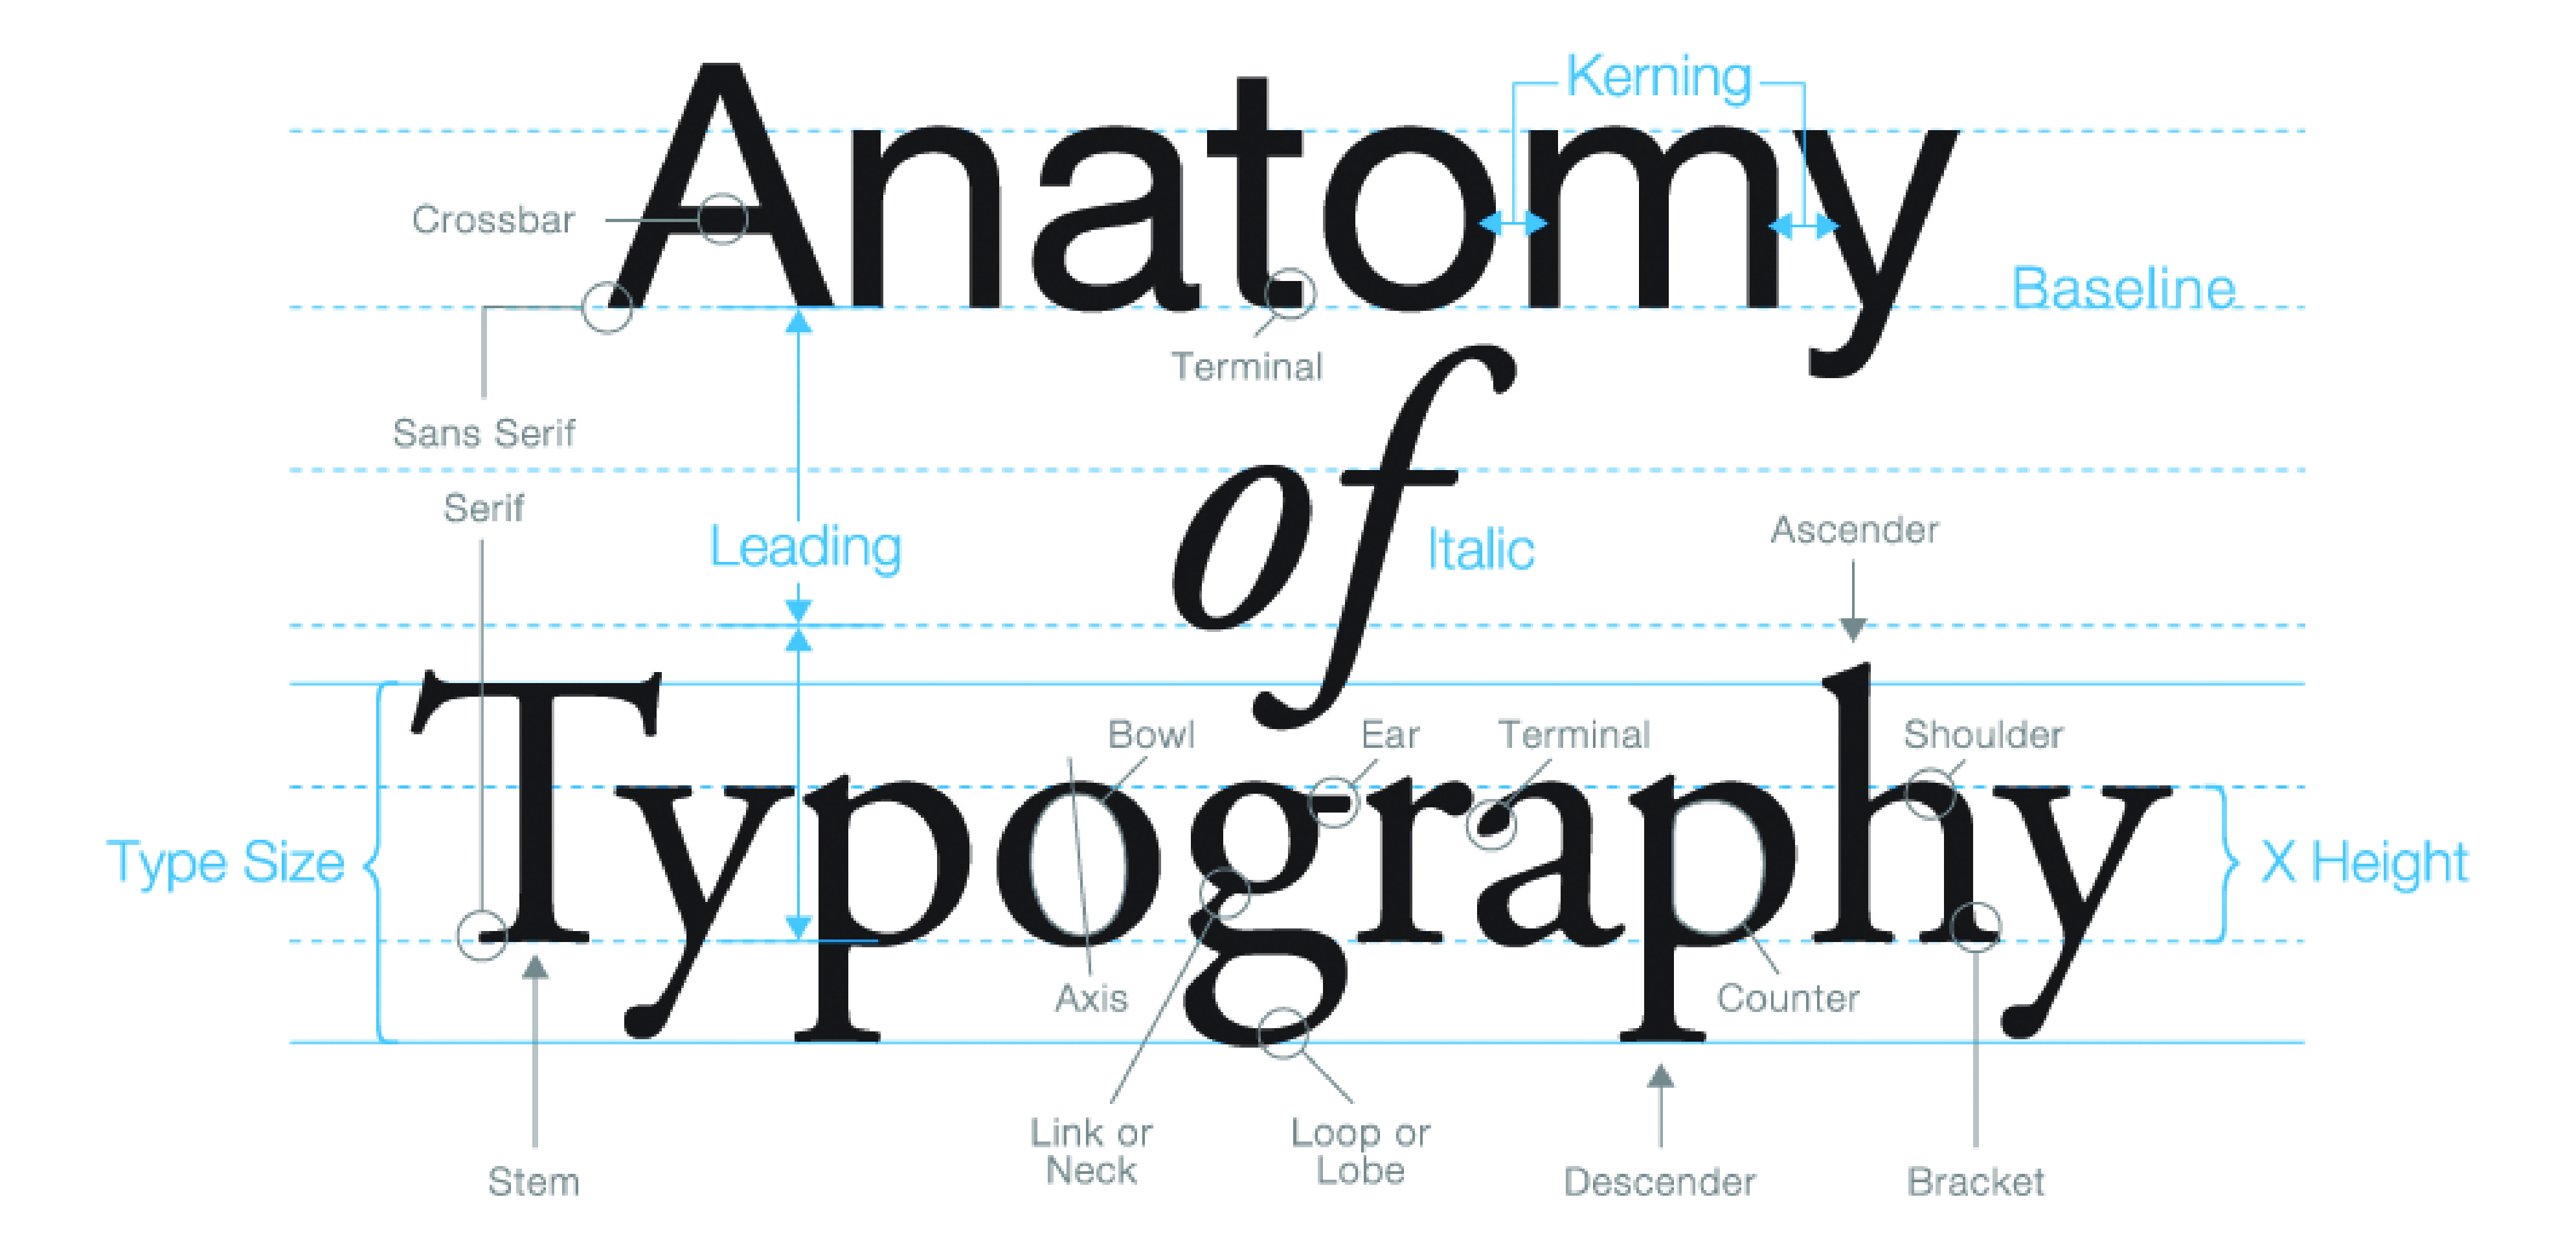 Kerning
Anatomy
Crossbar
Baseline
Terminal
Sans Serif
of
Serif
Leading
Italic
Ascender
Typography
Bowl
Ear
Terminal
Shoulder
Type Size
X Height
Axis
Counter
Link or
Neck
Loop or
Lobe
Stem
Descender
Bracket